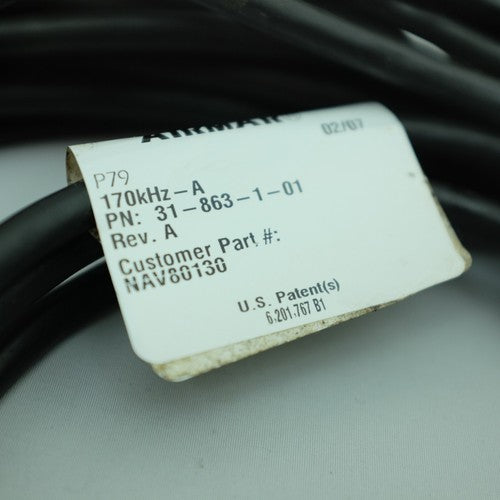 AIRMAR
02/07
P79
170kHz-A
PN: 31-863-1-01
Rev. A
Customer Part #:
NAV80130
U.S. Patent(s)
6,201,767 B1